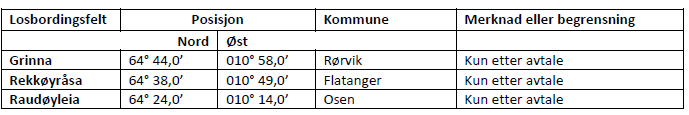 Losbordingsfelt Posisjon Kommune Merknad eller begrensning
Nord Øst
Grinna 64° 44,0’ 010° 58,0’ Rørvik Kun etter avtale
Rekkøyråsa 64° 38,0’ 010° 49,0’ Flatanger Kun etter avtale
Raudøyleia 64° 24,0’ 010° 14,0’ Osen Kun etter avtale